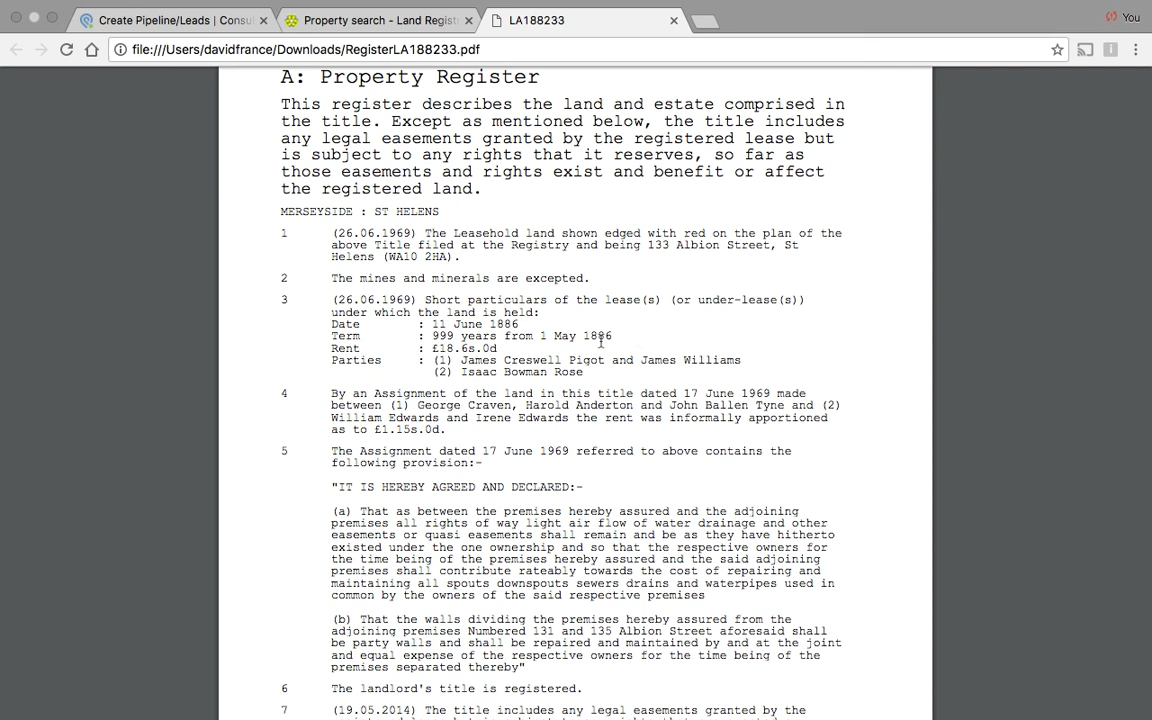 Create Pipeline/Leads | Consul
Property search - Land Regist
LA188233
You
file:///Users/davidfrance/Downloads/RegisterLA188233.pdf
A: Property Register
This register describes the land and estate comprised in
the title. Except as mentioned below, the title includes
any legal easements granted by the registered lease but
is subject to any rights that it reserves, so far as
those easements and rights exist and benefit or affect
the registered land.
MERSEYSIDE : ST HELENS
1 (26.06.1969) The Leasehold land shown edged with red on the plan of the
above Title filed at the Registry and being 133 Albion Street, St
Helens (WA10 2HA).
2 The mines and minerals are excepted.
3 (26.06.1969) Short particulars of the lease(s) (or under-lease(s))
under which the land is held:
Date : 11 June 1886
Term : 999 years from 1 May 1886
Rent : £18.6s.0d
Parties : (1) James Creswell Pigot and James Williams
(2) Isaac Bowman Rose
4 By an Assignment of the land in this title dated 17 June 1969 made
between (1) George Craven, Harold Anderton and John Ballen Tyne and (2)
William Edwards and Irene Edwards the rent was informally apportioned
as to £1.15s.0d.
5 The Assignment dated 17 June 1969 referred to above contains the
following provision:-
"IT IS HEREBY AGREED AND DECLARED:-
(a) That as between the premises hereby assured and the adjoining
premises all rights of way light air flow of water drainage and other
easements or quasi easements shall remain and be as they have hitherto
existed under the one ownership and so that the respective owners for
the time being of the premises hereby assured and the said adjoining
premises shall contribute rateably towards the cost of repairing and
maintaining all spouts downspouts sewers drains and waterpipes used in
common by the owners of the said respective premises
(b) That the walls dividing the premises hereby assured from the
adjoining premises Numbered 131 and 135 Albion Street aforesaid shall
be party walls and shall be repaired and maintained by and at the joint
and equal expense of the respective owners for the time being of the
premises separated thereby"
6 The landlord's title is registered.
7 (19.05.2014) The title includes any legal easements granted by the